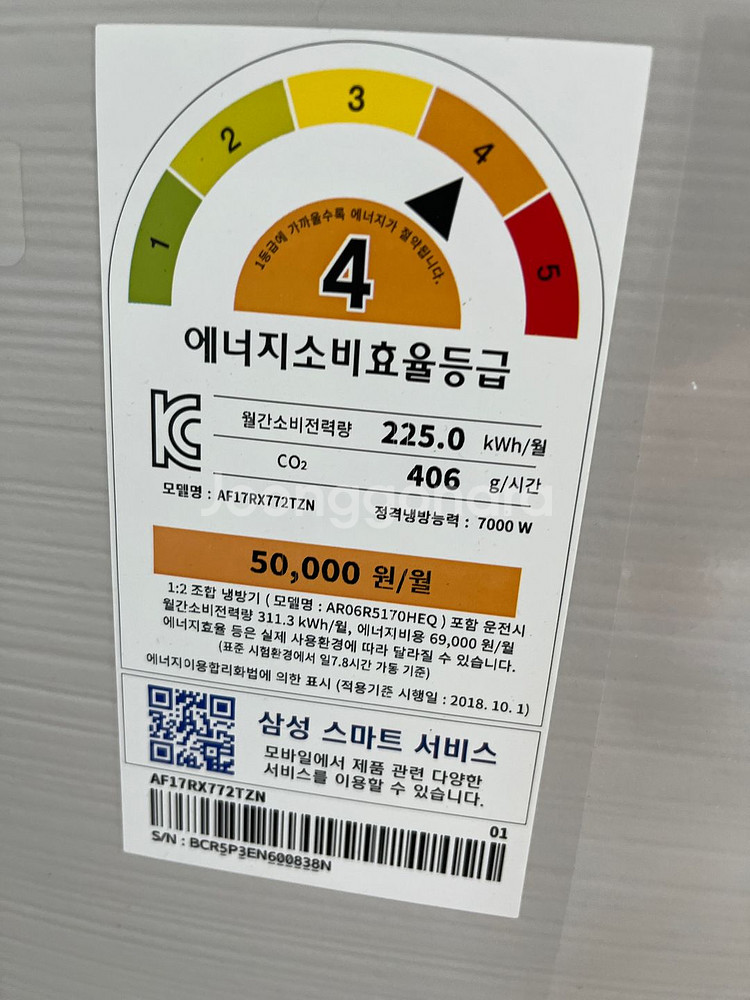 1
2
3
4
5
1등급에 가까울수록 에너지가 절약됩니다.
4
에너지소비효율등급
월간소비전력량 225.0 kWh/월
CO₂ 406 g/시간
모델명 : AF17RX772TZN 정격냉방능력 : 7000 W
Joonggonara
50,000 원/월
1:2 조합 냉방기 ( 모델명 : AR06R5170HEQ ) 포함 운전시
월간소비전력량 311.3 kWh/월, 에너지비용 69,000 원/월
에너지효율 등은 실제 사용환경에 따라 달라질 수 있습니다.
(표준 시험환경에서 일7.8시간 가동 기준)
에너지이용합리화법에 의한 표시 (적용기준 시행일 : 2018. 10. 1)
삼성 스마트 서비스
모바일에서 제품 관련 다양한
서비스를 이용할 수 있습니다.
AF17RX772TZN 01
S/N : BCR5P3EN600838N